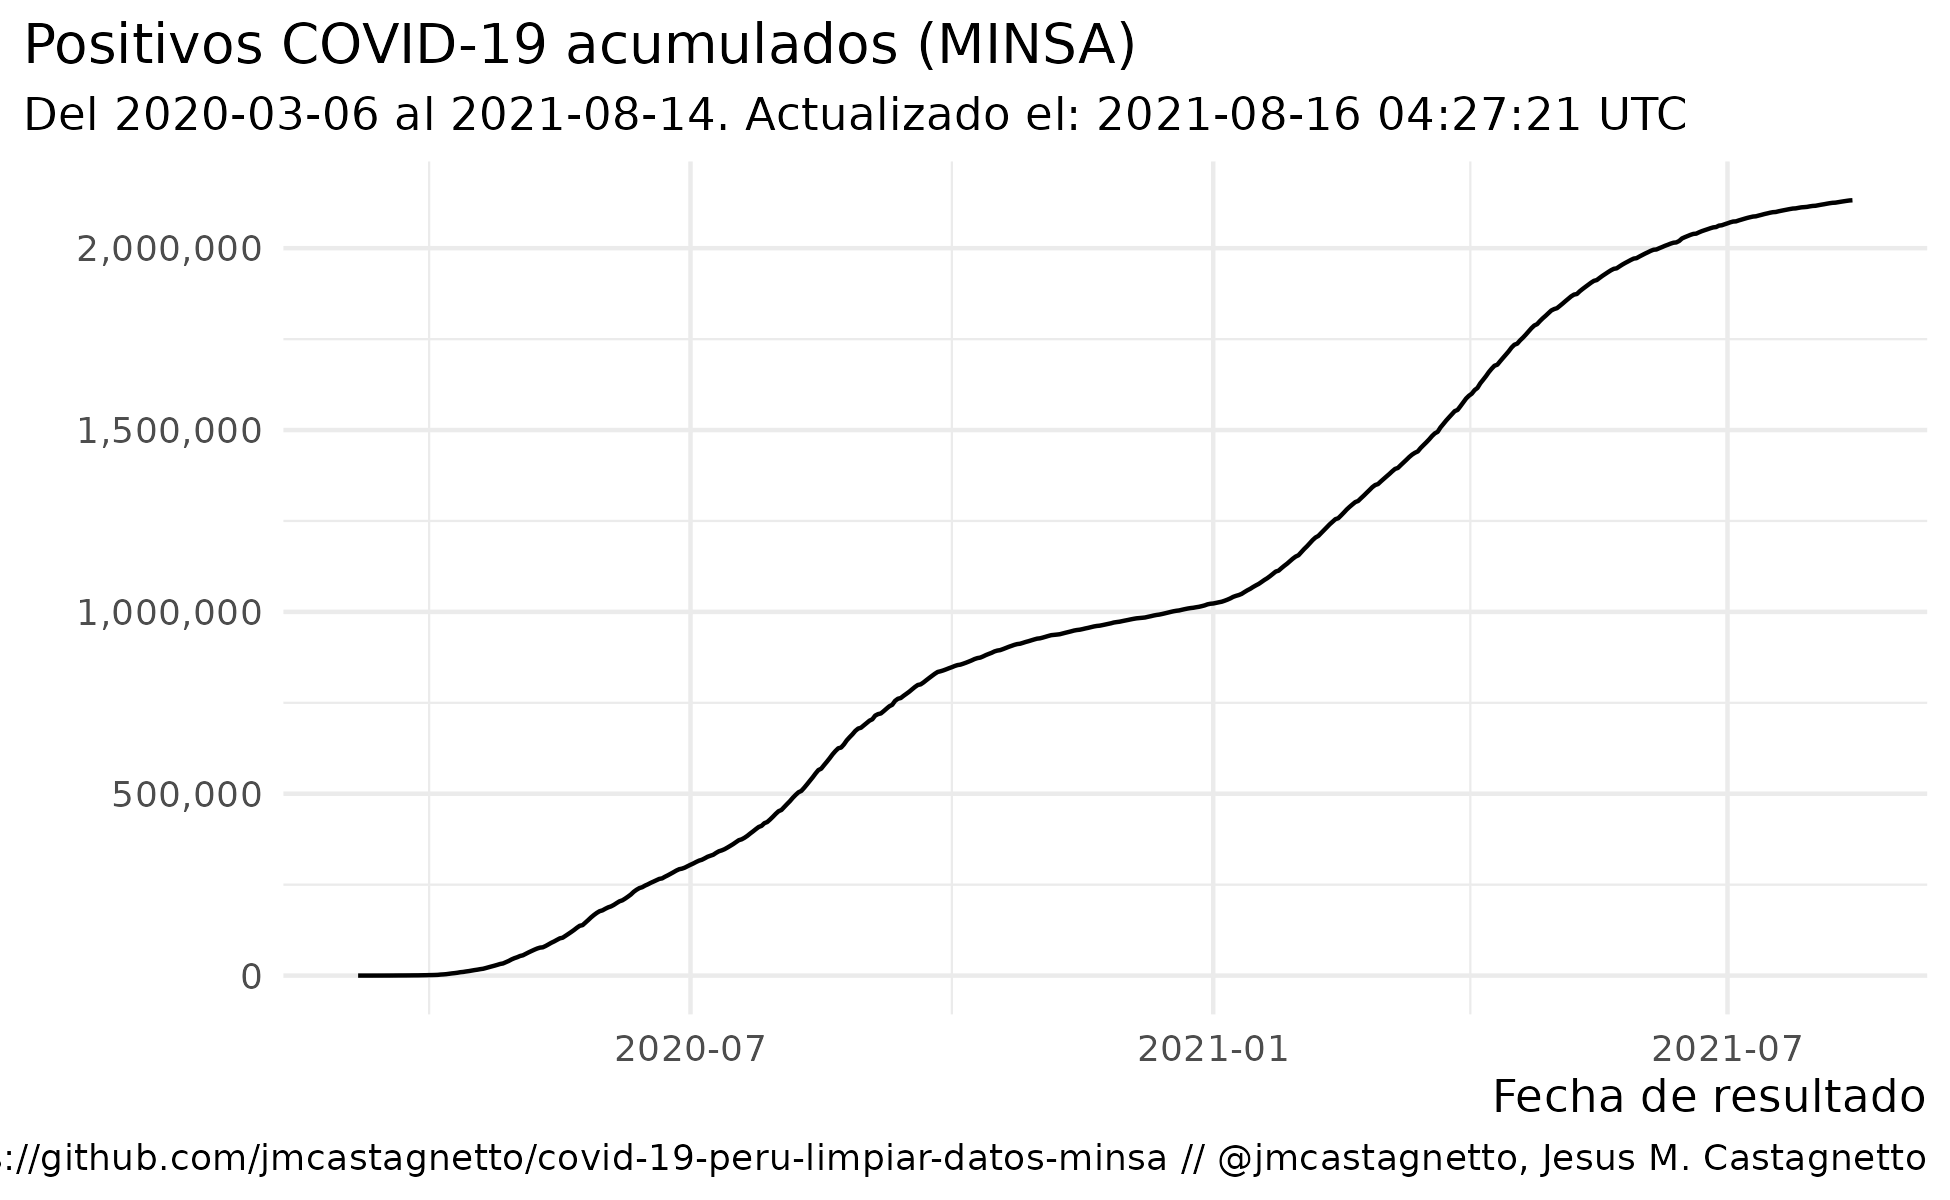 Positivos COVID-19 acumulados (MINSA)
Del 2020-03-06 al 2021-08-14. Actualizado el: 2021-08-16 04:27:21 UTC
2,000,000
1,500,000
1,000,000
500,000
0
2020-07 2021-01 2021-07
Fecha de resultado
://github.com/jmcastagnetto/covid-19-peru-limpiar-datos-minsa // @jmcastagnetto, Jesus M. Castagnetto